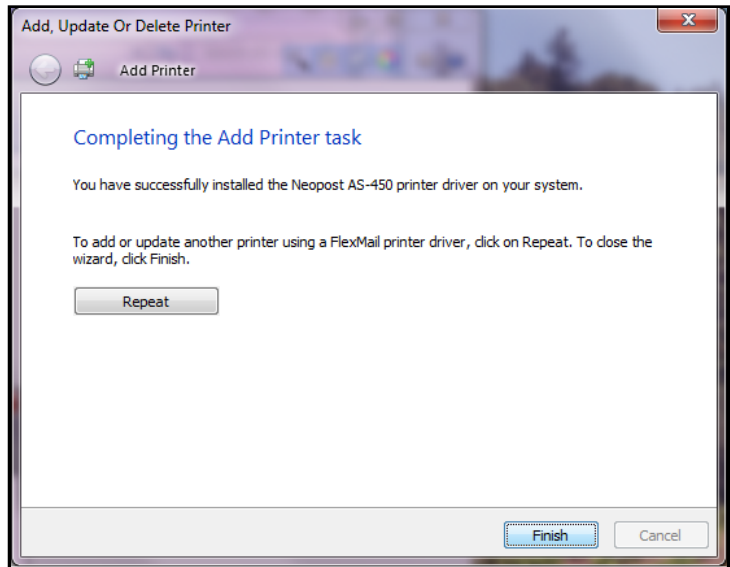 Add, Update Or Delete Printer
Add Printer
Completing the Add Printer task
You have successfully installed the Neopost AS-450 printer driver on your system.
To add or update another printer using a FlexMail printer driver, click on Repeat. To close the
wizard, click Finish.
Repeat
Finish
Cancel